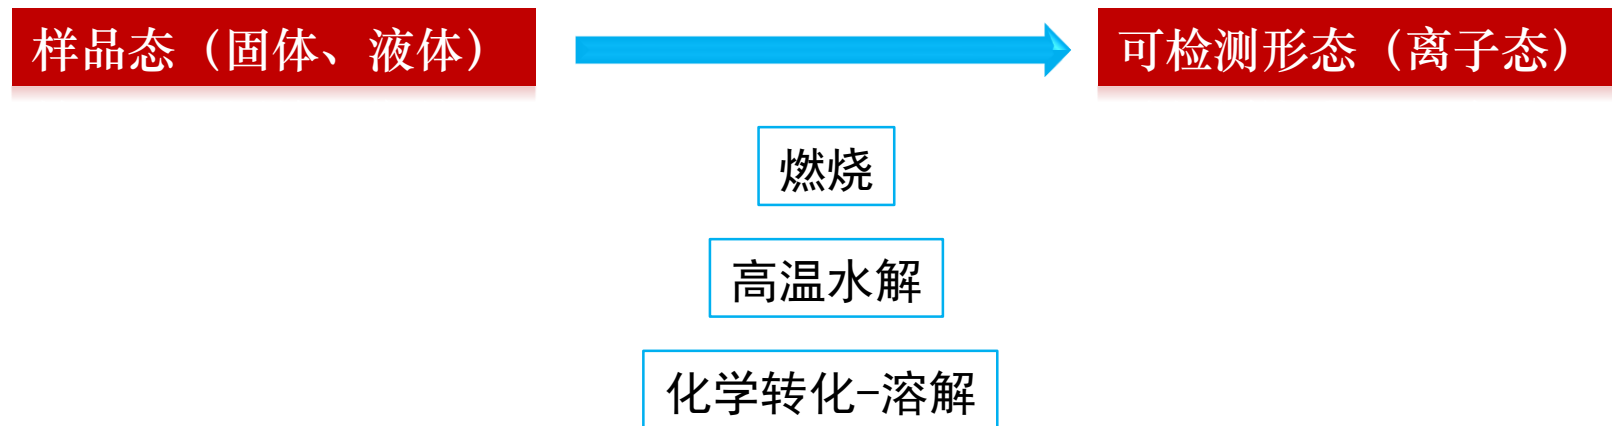 样品态（固体、液体）
可检测形态（离子态）
燃烧
高温水解
化学转化-溶解